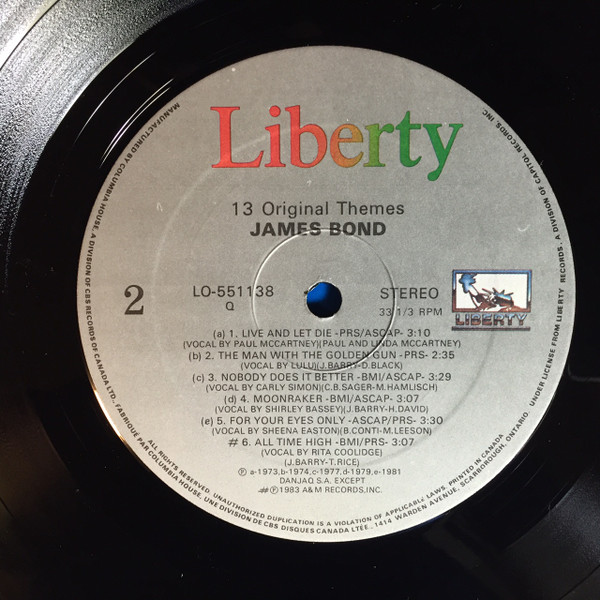 Liberty
13 Original Themes
JAMES BOND
2
LO-551138
Q
STEREO
33 1/3 RPM
LIBERTY
(a) 1. LIVE AND LET DIE -PRS/ASCAP- 3:10
(VOCAL BY PAUL McCARTNEY)(PAUL AND LINDA McCARTNEY)
(b) 2. THE MAN WITH THE GOLDEN GUN -PRS- 2:35
(VOCAL BY LULU)(J.BARRY-D.BLACK)
(c) 3. NOBODY DOES IT BETTER -BMI/ASCAP- 3:29
(VOCAL BY CARLY SIMON)(C.B.SAGER-M.HAMLISCH)
(d) 4. MOONRAKER -BMI/ASCAP- 3:07
(VOCAL BY SHIRLEY BASSEY)(J.BARRY-H.DAVID)
(e) 5. FOR YOUR EYES ONLY -ASCAP/PRS- 3:30
(VOCAL BY SHEENA EASTON)(B.CONTI-M.LEESON)
# 6. ALL TIME HIGH -BMI/PRS- 3:07
(VOCAL BY RITA COOLIDGE)
(J.BARRY-T.RICE)
Ⓟ a-1973.b-1974.c-1977.d-1979.e-1981
DANJAQ S.A. EXCEPT
#Ⓟ1983 A&M RECORDS,INC.
MANUFACTURED BY COLUMBIA HOUSE, A DIVISION OF CBS RECORDS OF CANADA LTD., FABRIQUÉ PAR COLUMBIA HOUSE, UNE DIVISION DE CBS DISQUES CANADA LTÉE., 1414 WARDEN AVENUE, SCARBOROUGH, ONTARIO. UNDER LICENSE FROM LIBERTY RECORDS, A DIVISION OF CAPITOL RECORDS, INC.
ALL RIGHTS RESERVED. UNAUTHORIZED DUPLICATION IS A VIOLATION OF APPLICABLE LAWS. PRINTED IN CANADA